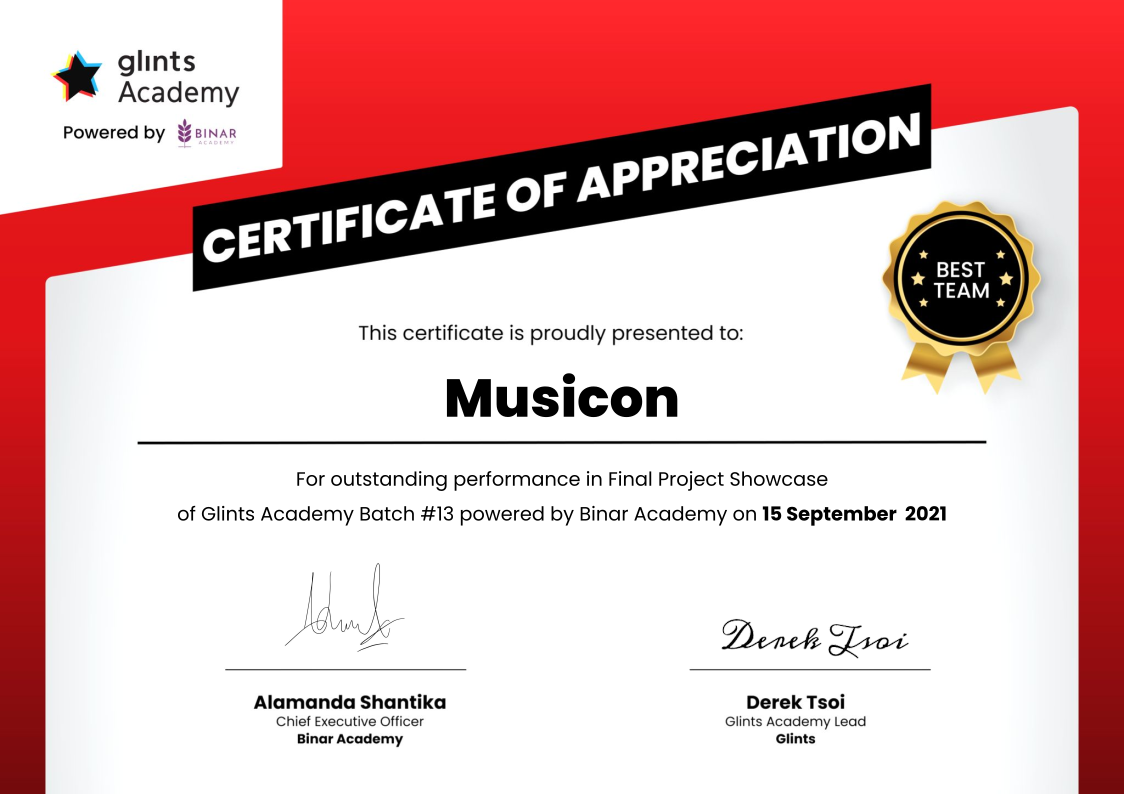 glints
Academy
Powered by BINAR
ACADEMY
CERTIFICATE OF APPRECIATION
BEST
TEAM
This certificate is proudly presented to:
Musicon
For outstanding performance in Final Project Showcase
of Glints Academy Batch #13 powered by Binar Academy on 15 September 2021
Derek Tsoi
Alamanda Shantika
Chief Executive Officer
Binar Academy
Derek Tsoi
Glints Academy Lead
Glints